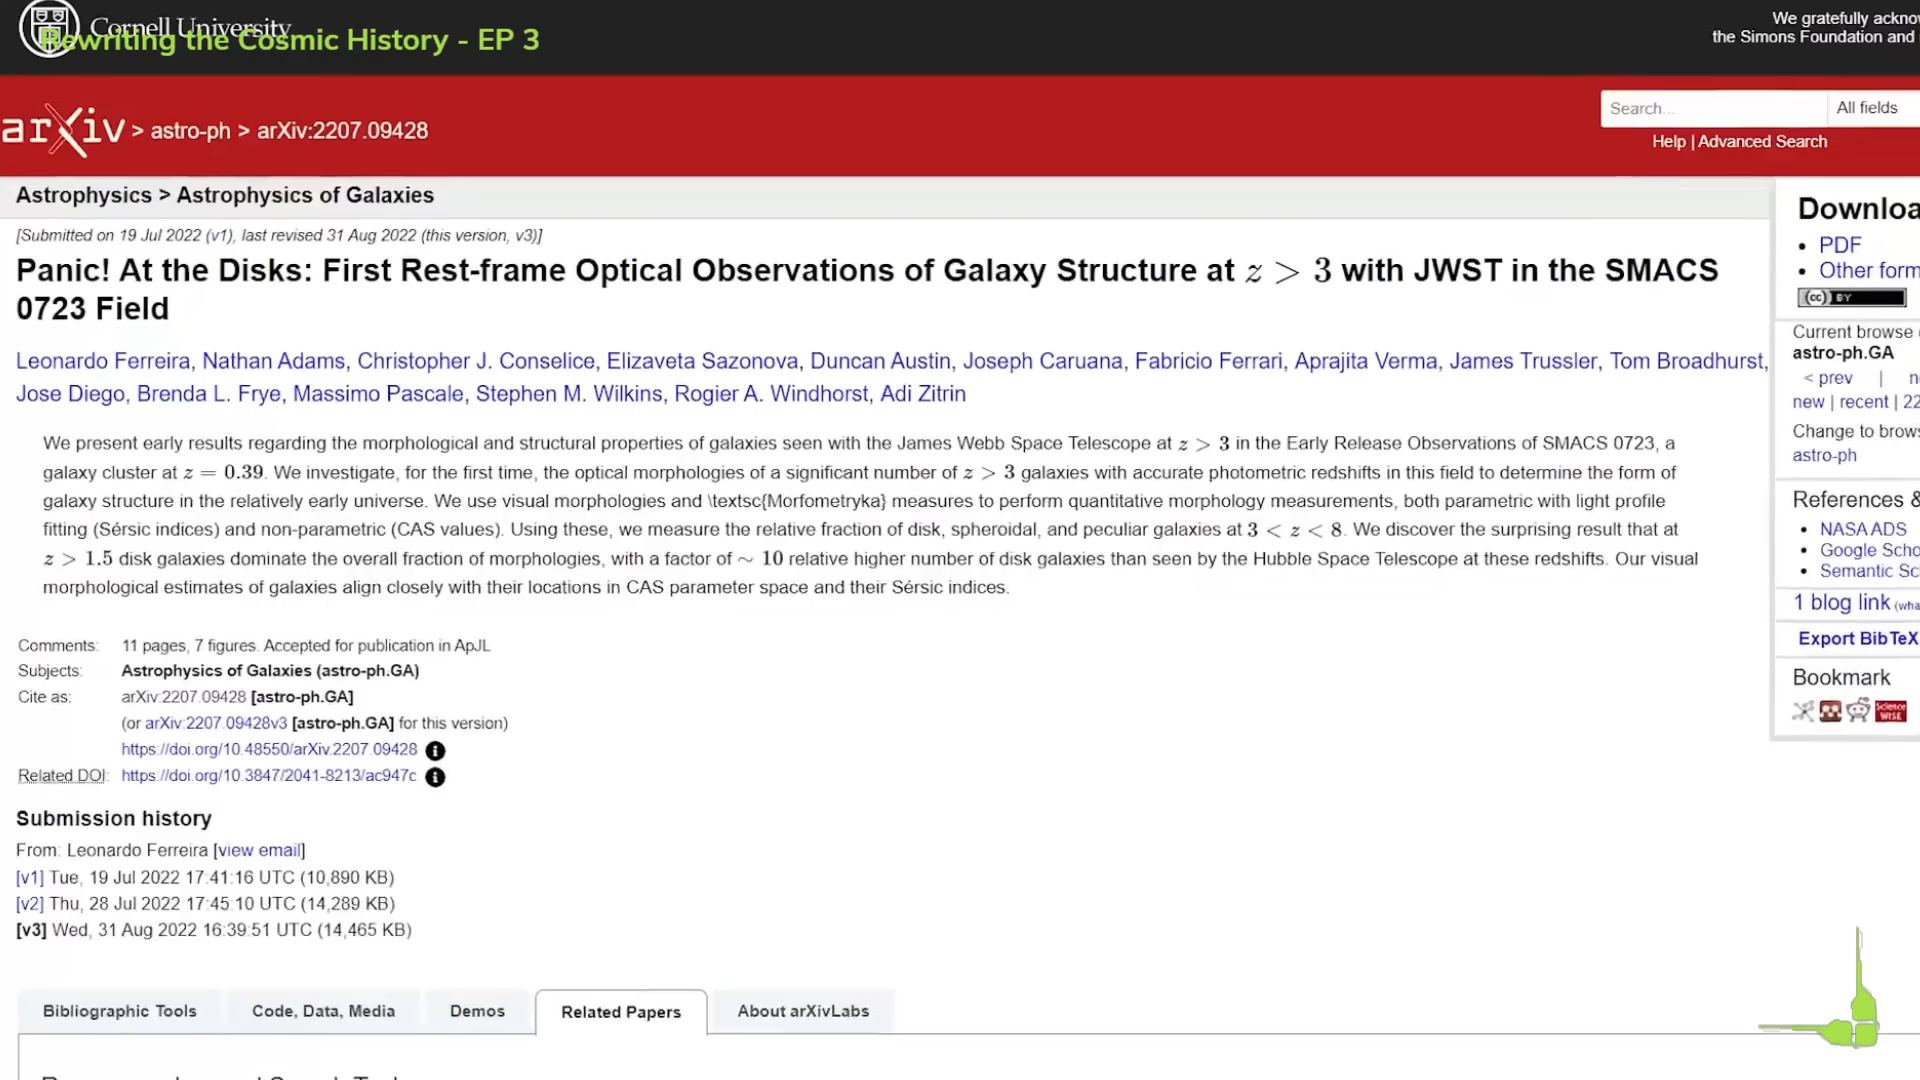 Cornell University
Rewriting the Cosmic History - EP 3
We gratefully
the Simons Foundation and
arXiv > astro-ph > arXiv:2207.09428
Search... All fields
Help | Advanced Search
Astrophysics > Astrophysics of Galaxies
[Submitted on 19 Jul 2022 (v1), last revised 31 Aug 2022 (this version, v3)]
Panic! At the Disks: First Rest-frame Optical Observations of Galaxy Structure at z > 3 with JWST in the SMACS
0723 Field
Leonardo Ferreira, Nathan Adams, Christopher J. Conselice, Elizaveta Sazonova, Duncan Austin, Joseph Caruana, Fabricio Ferrari, Aprajita Verma, James Trussler, Tom Broadhurst,
Jose Diego, Brenda L. Frye, Massimo Pascale, Stephen M. Wilkins, Rogier A. Windhorst, Adi Zitrin
We present early results regarding the morphological and structural properties of galaxies seen with the James Webb Space Telescope at z > 3 in the Early Release Observations of SMACS 0723, a
galaxy cluster at z = 0.39. We investigate, for the first time, the optical morphologies of a significant number of z > 3 galaxies with accurate photometric redshifts in this field to determine the form of
galaxy structure in the relatively early universe. We use visual morphologies and \textsc{Morfometryka} measures to perform quantitative morphology measurements, both parametric with light profile
fitting (Sérsic indices) and non-parametric (CAS values). Using these, we measure the relative fraction of disk, spheroidal, and peculiar galaxies at 3 < z < 8. We discover the surprising result that at
z > 1.5 disk galaxies dominate the overall fraction of morphologies, with a factor of ∼ 10 relative higher number of disk galaxies than seen by the Hubble Space Telescope at these redshifts. Our visual
morphological estimates of galaxies align closely with their locations in CAS parameter space and their Sérsic indices.
Comments: 11 pages, 7 figures. Accepted for publication in ApJL
Subjects: Astrophysics of Galaxies (astro-ph.GA)
Cite as: arXiv:2207.09428 [astro-ph.GA]
(or arXiv:2207.09428v3 [astro-ph.GA] for this version)
https://doi.org/10.48550/arXiv.2207.09428
Related DOI: https://doi.org/10.3847/2041-8213/ac947c
Submission history
From: Leonardo Ferreira [view email]
[v1] Tue, 19 Jul 2022 17:41:16 UTC (10,890 KB)
[v2] Thu, 28 Jul 2022 17:45:10 UTC (14,289 KB)
[v3] Wed, 31 Aug 2022 16:39:51 UTC (14,465 KB)
Bibliographic Tools
Code, Data, Media
Demos
Related Papers
About arXivLabs
Downloa
PDF
Other form
(cc) BY
Current browse
astro-ph.GA
< prev |
new | recent | 22
Change to brows
astro-ph
References &
NASA ADS
Google Scho
Semantic Sc
1 blog link (wha
Export BibTeX
Bookmark
Science WISE